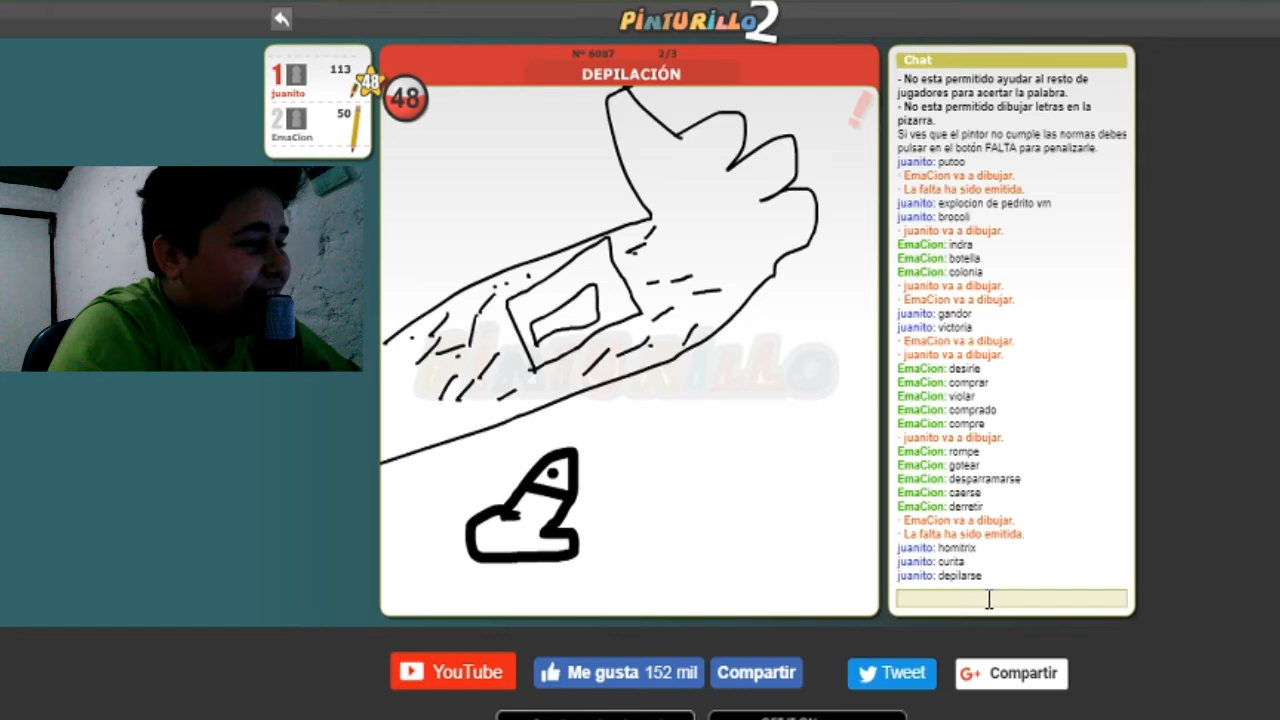 PINTURILLO 2
Nº 6087 2/3
DEPILACIÓN
1 113 48
juanito
2 50
EmaCion
48
PINTURILLO
Chat
- No esta permitido ayudar al resto de
jugadores para acertar la palabra.
- No esta permitido dibujar letras en la
pizarra.
Si ves que el pintor no cumple las normas debes
pulsar en el botón FALTA para penalizarle.
juanito: putoo
· EmaCion va a dibujar.
· La falta ha sido emitida.
juanito: explocion de pedrito vm
juanito: brocoli
· juanito va a dibujar.
EmaCion: indra
EmaCion: botella
EmaCion: colonia
· juanito va a dibujar.
· EmaCion va a dibujar.
juanito: gandor
juanito: victoria
· EmaCion va a dibujar.
· juanito va a dibujar.
EmaCion: desirle
EmaCion: comprar
EmaCion: violar
EmaCion: comprado
EmaCion: compre
· juanito va a dibujar.
EmaCion: rompe
EmaCion: gotear
EmaCion: desparramarse
EmaCion: caerse
EmaCion: derretir
· EmaCion va a dibujar.
· La falta ha sido emitida.
juanito: homitrix
juanito: curita
juanito: depilarse
YouTube
Me gusta 152 mil
Compartir
Tweet
G+ Compartir